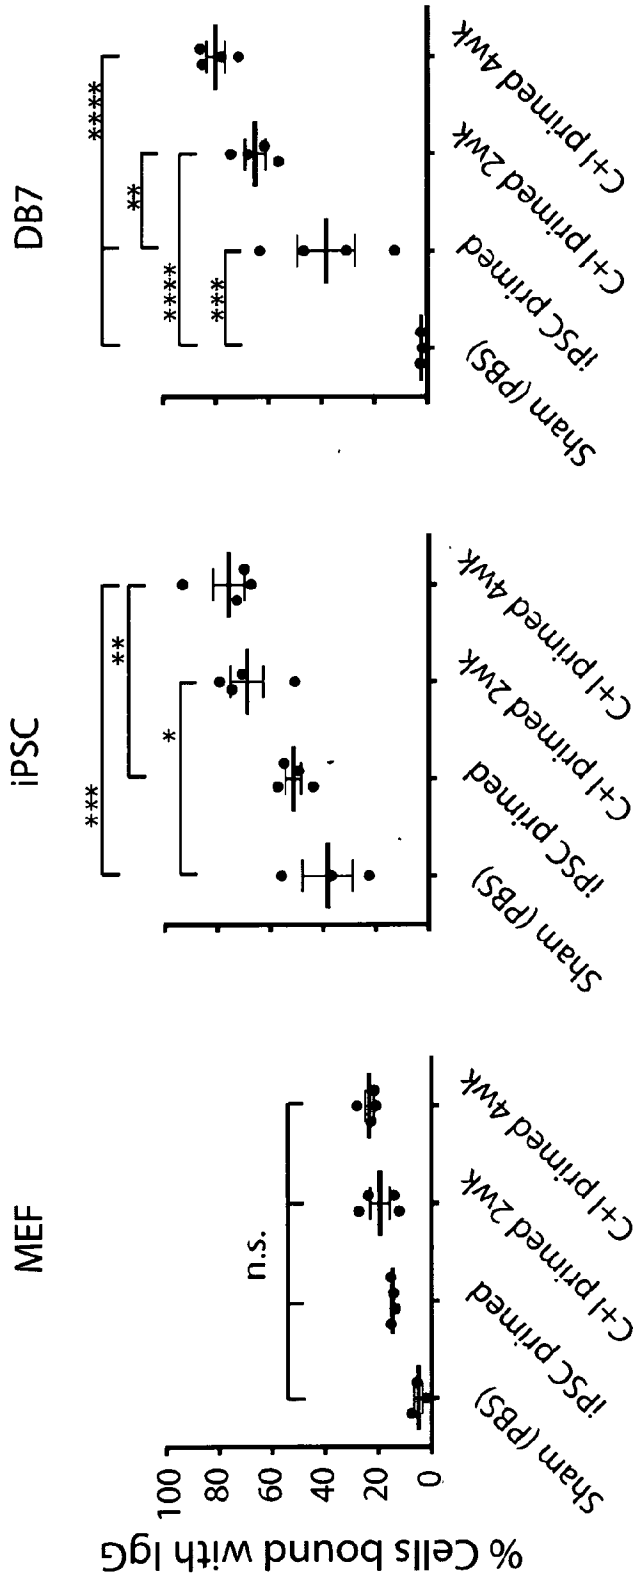 MEF
iPSC
DB7
% Cells bound with IgG
100
80
60
40
20
0
n.s.
***
**
*
****
**
****
***
Sham (PBS)
iPSC primed
C+I primed 2wk
C+I primed 4wk
Sham (PBS)
iPSC primed
C+I primed 2wk
C+I primed 4wk
Sham (PBS)
iPSC primed
C+I primed 2wk
C+I primed 4wk